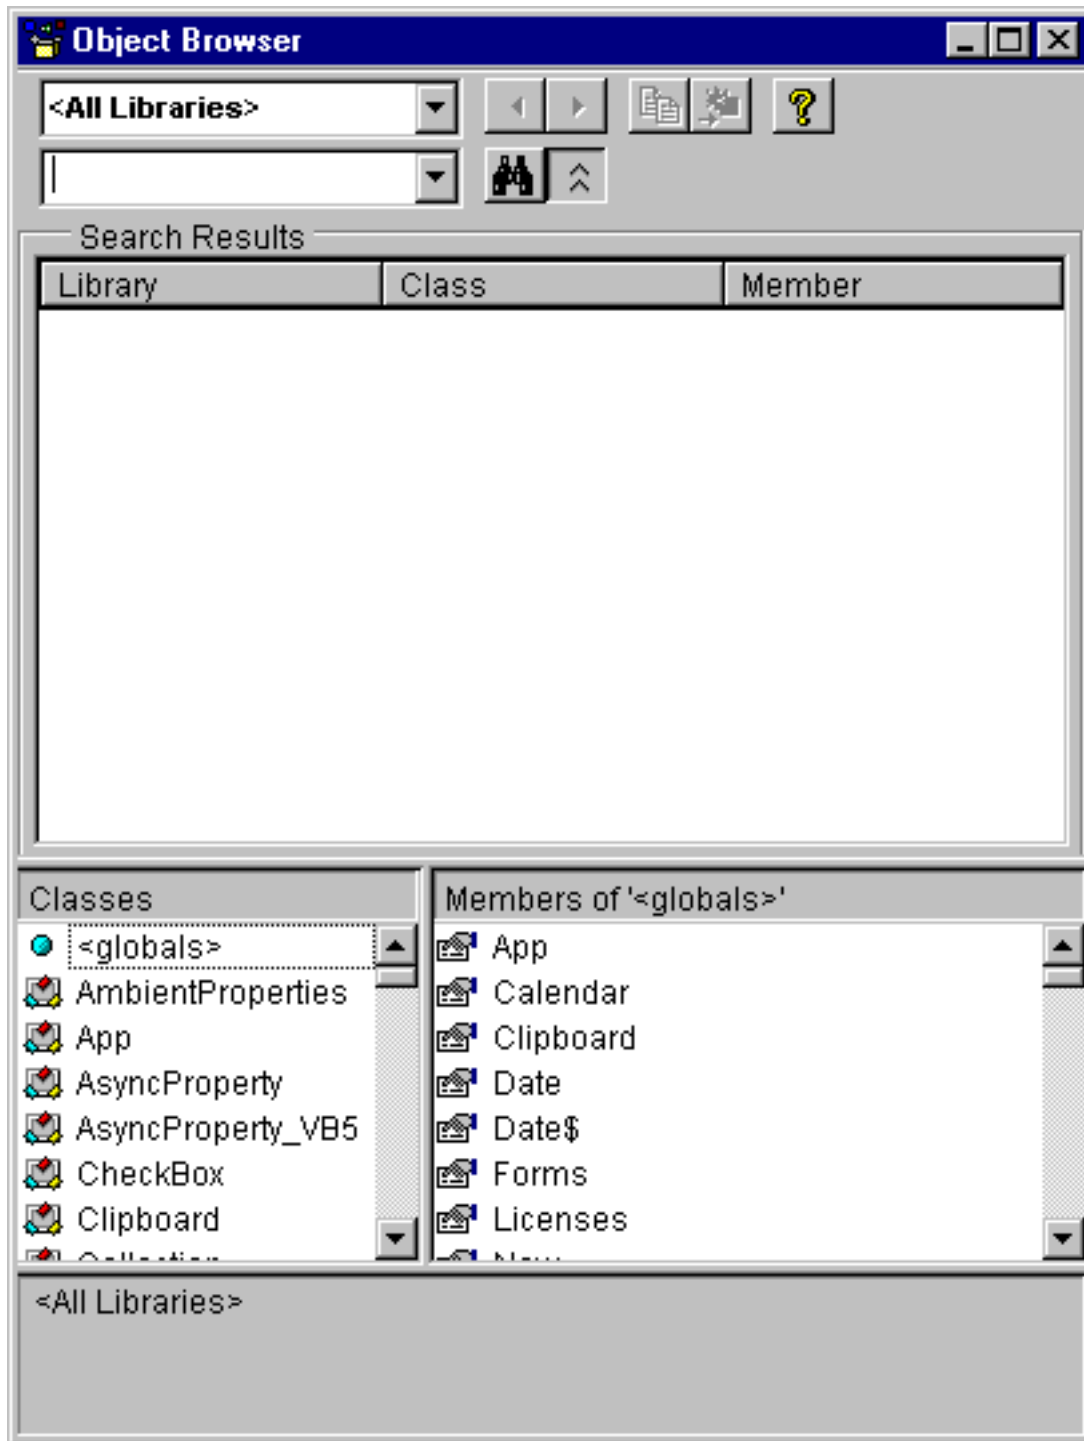 Object Browser
<All Libraries>
Search Results
Library Class Member
Classes
<globals>
AmbientProperties
App
AsyncProperty
AsyncProperty_VB5
CheckBox
Clipboard
Members of '<globals>'
App
Calendar
Clipboard
Date
Date$
Forms
Licenses
<All Libraries>